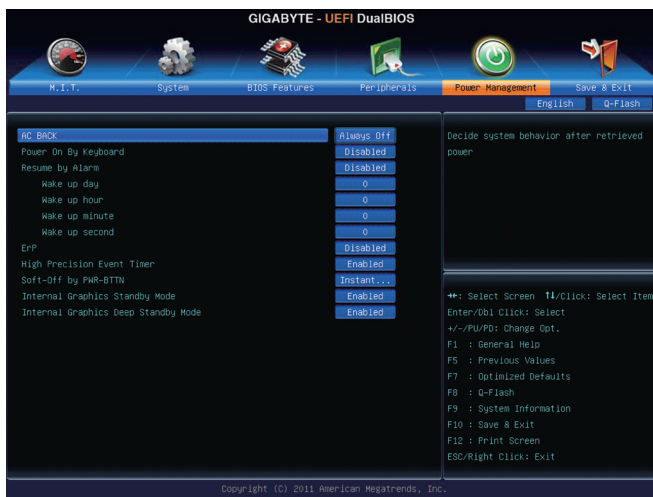 GIGABYTE - UEFI DualBIOS
M.I.T.
System
BIOS Features
Peripherals
Power Management
Save & Exit
English
Q-Flash
AC BACK Always Off
Power On By Keyboard Disabled
Resume by Alarm Disabled
Wake up day 0
Wake up hour 0
Wake up minute 0
Wake up second 0
ErP Disabled
High Precision Event Timer Enabled
Soft-Off by PWR-BTTN Instant...
Internal Graphics Standby Mode Enabled
Internal Graphics Deep Standby Mode Enabled
Decide system behavior after retrieved
power
→←: Select Screen ↑↓/Click: Select Item
Enter/Dbl Click: Select
+/-/PU/PD: Change Opt.
F1 : General Help
F5 : Previous Values
F7 : Optimized Defaults
F8 : Q-Flash
F9 : System Information
F10 : Save & Exit
F12 : Print Screen
ESC/Right Click: Exit
Copyright (C) 2011 American Megatrends, Inc.